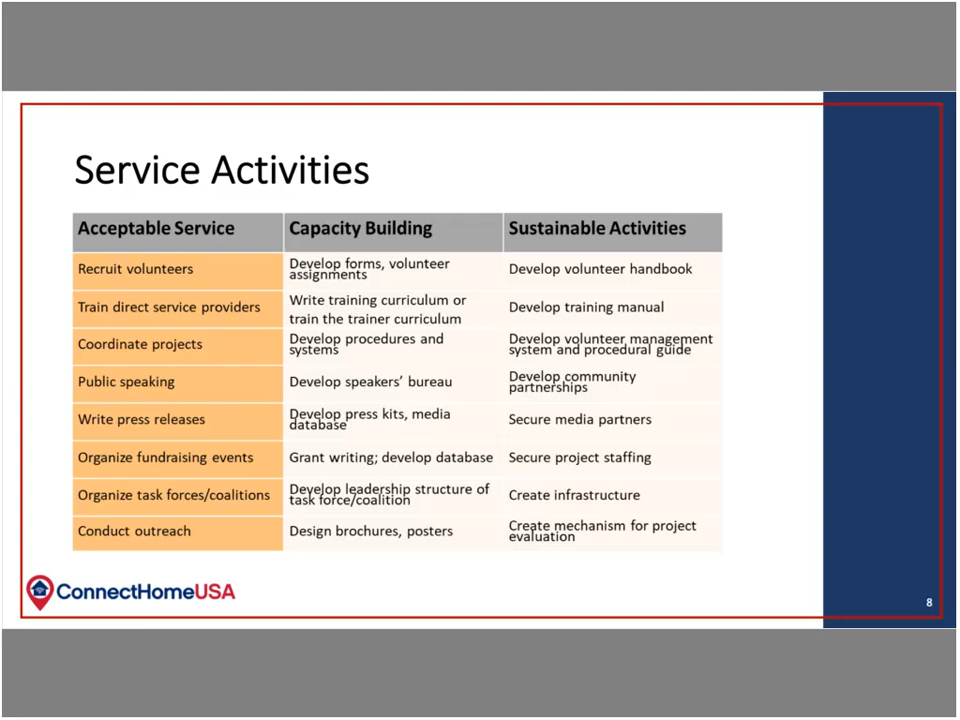 Service Activities
Acceptable Service
Capacity Building
Sustainable Activities
Recruit volunteers
Develop forms, volunteer
assignments
Develop volunteer handbook
Train direct service providers
Write training curriculum or
train the trainer curriculum
Develop training manual
Coordinate projects
Develop procedures and
systems
Develop volunteer management
system and procedural guide
Public speaking
Develop speakers’ bureau
Develop community
partnerships
Write press releases
Develop press kits, media
database
Secure media partners
Organize fundraising events
Grant writing; develop database
Secure project staffing
Organize task forces/coalitions
Develop leadership structure of
task force/coalition
Create infrastructure
Conduct outreach
Design brochures, posters
Create mechanism for project
evaluation
ConnectHomeUSA
8